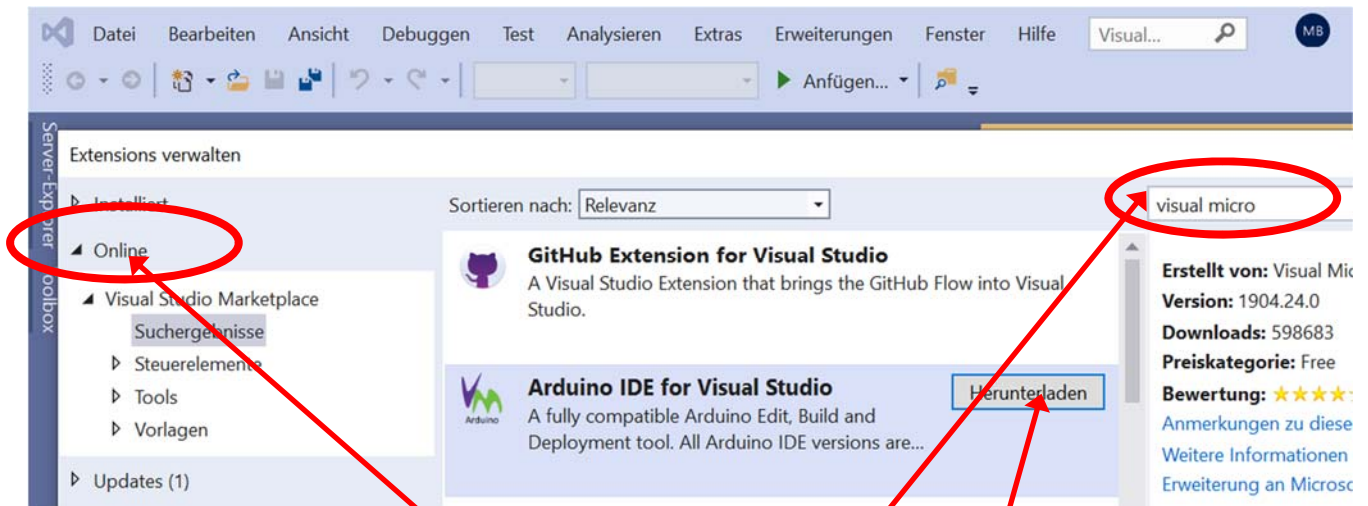 Datei Bearbeiten Ansicht Debuggen Test Analysieren Extras Erweiterungen Fenster Hilfe Visual... MB
Anfügen...
Server-Explorer
Toolbox
Extensions verwalten
Installiert
Online
Visual Studio Marketplace
Suchergebnisse
Steuerelemente
Tools
Vorlagen
Updates (1)
Sortieren nach: Relevanz
GitHub Extension for Visual Studio
A Visual Studio Extension that brings the GitHub Flow into Visual
Studio.
Arduino IDE for Visual Studio
Herunterladen
Arduino
A fully compatible Arduino Edit, Build and
Deployment tool. All Arduino IDE versions are...
visual micro
Erstellt von: Visual Mic
Version: 1904.24.0
Downloads: 598683
Preiskategorie: Free
Bewertung:
Anmerkungen zu diese
Weitere Informationen
Erweiterung an Microso